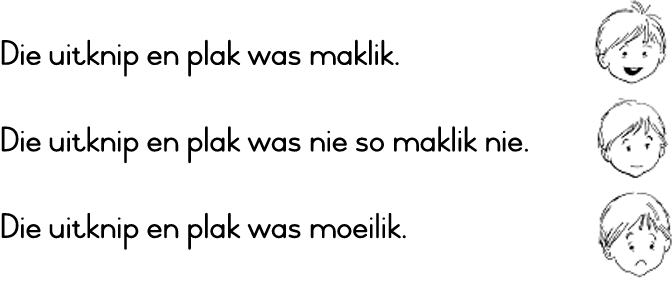 Die uitknip en plak was maklik.
Die uitknip en plak was nie so maklik nie.
Die uitknip en plak was moeilik.